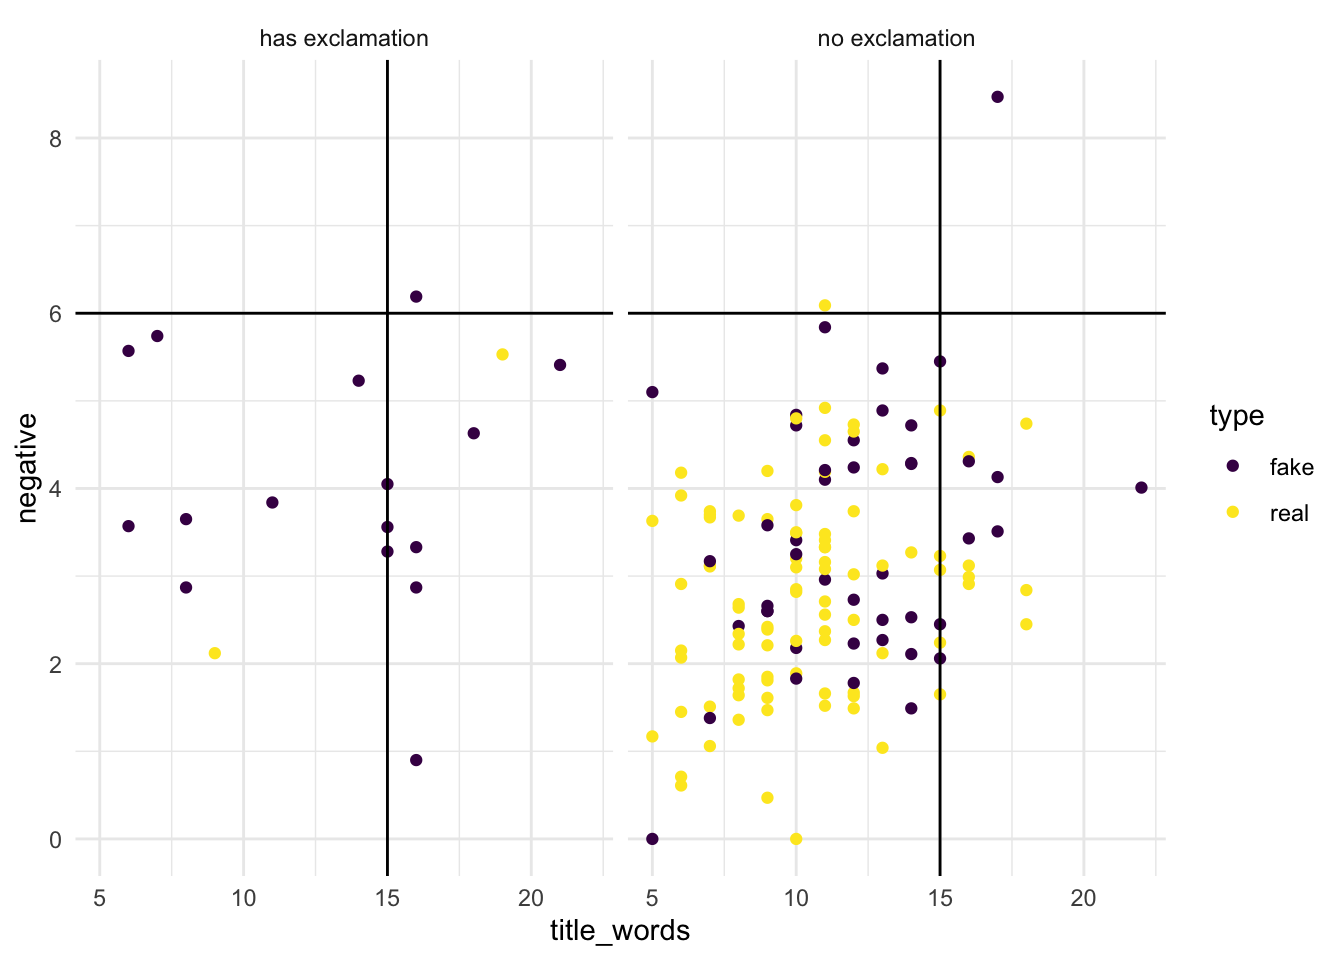 has exclamation
no exclamation
8
6
4
2
0
negative
5 10 15 20
5 10 15 20
title_words
type
fake
real